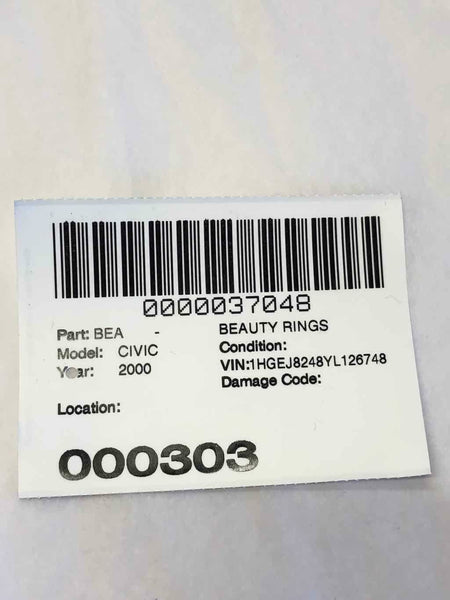 0000037048
Part: BEA - BEAUTY RINGS
Model: CIVIC Condition:
Year: 2000 VIN:1HGEJ8248YL126748
Damage Code:
Location:
000303